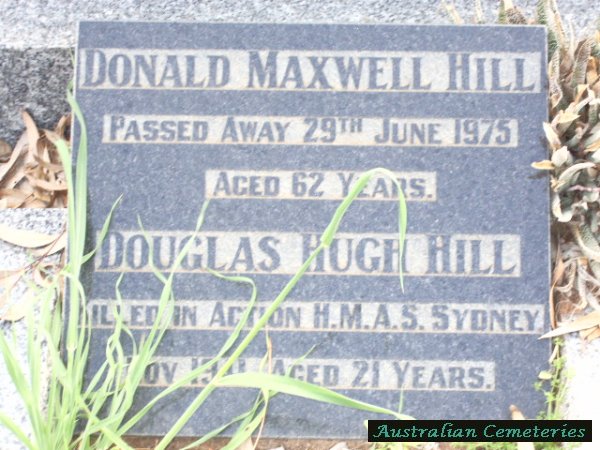 DONALD MAXWELL HILL
PASSED AWAY 29TH JUNE 1975
AGED 62 YEARS.
DOUGLAS HUGH HILL
IN ACTION H.M.A.S. SYDNEY
AGED 21 YEARS.
Australian Cemeteries